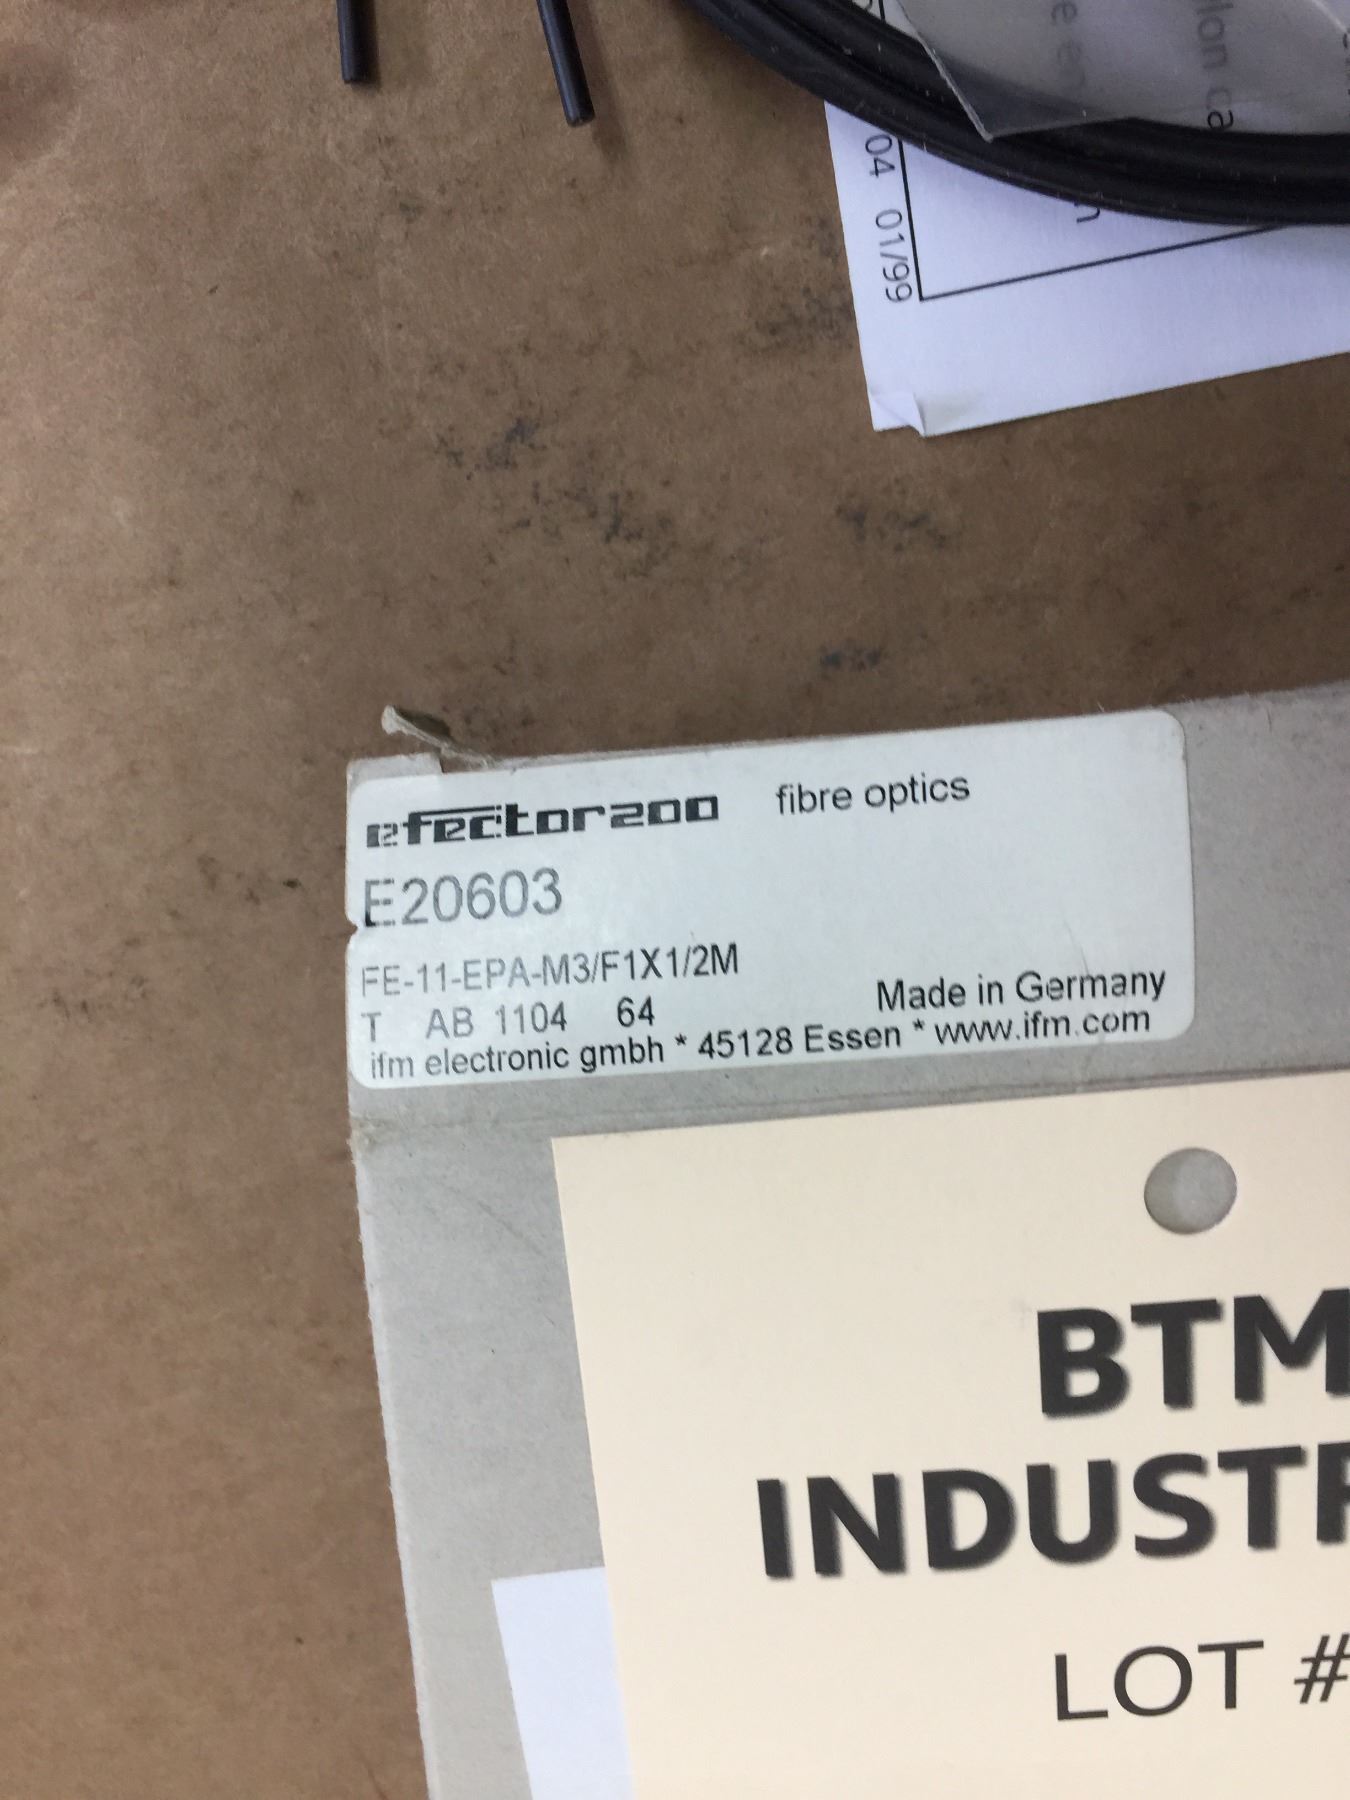 04 01/99
efector200 fibre optics
E20603
FE-11-EPA-M3/F1X1/2M
T AB 1104 64 Made in Germany
ifm electronic gmbh * 45128 Essen * www.ifm.com
BTM
INDUSTR
LOT #